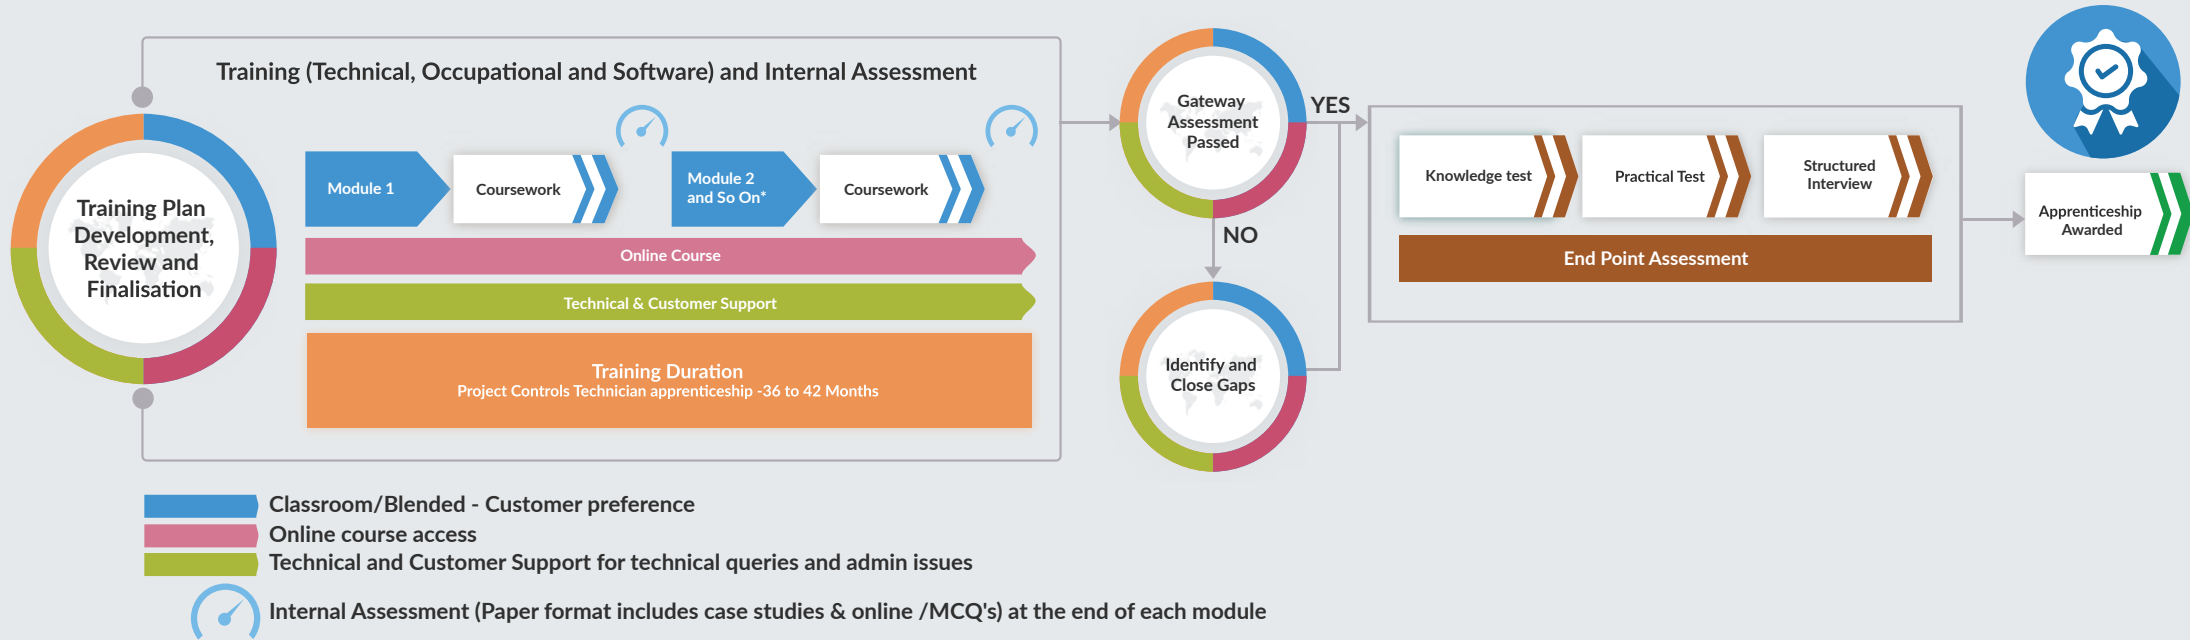 Training (Technical, Occupational and Software) and Internal Assessment
Training Plan
Development,
Review and
Finalisation
Module 1
Coursework
Module 2
and So On*
Coursework
Online Course
Technical & Customer Support
Training Duration
Project Controls Technician apprenticeship -36 to 42 Months
Gateway
Assessment
Passed
YES
NO
Identify and
Close Gaps
Knowledge test
Practical Test
Structured
Interview
End Point Assessment
Apprenticeship
Awarded
Classroom/Blended - Customer preference
Online course access
Technical and Customer Support for technical queries and admin issues
Internal Assessment (Paper format includes case studies & online /MCQ's) at the end of each module